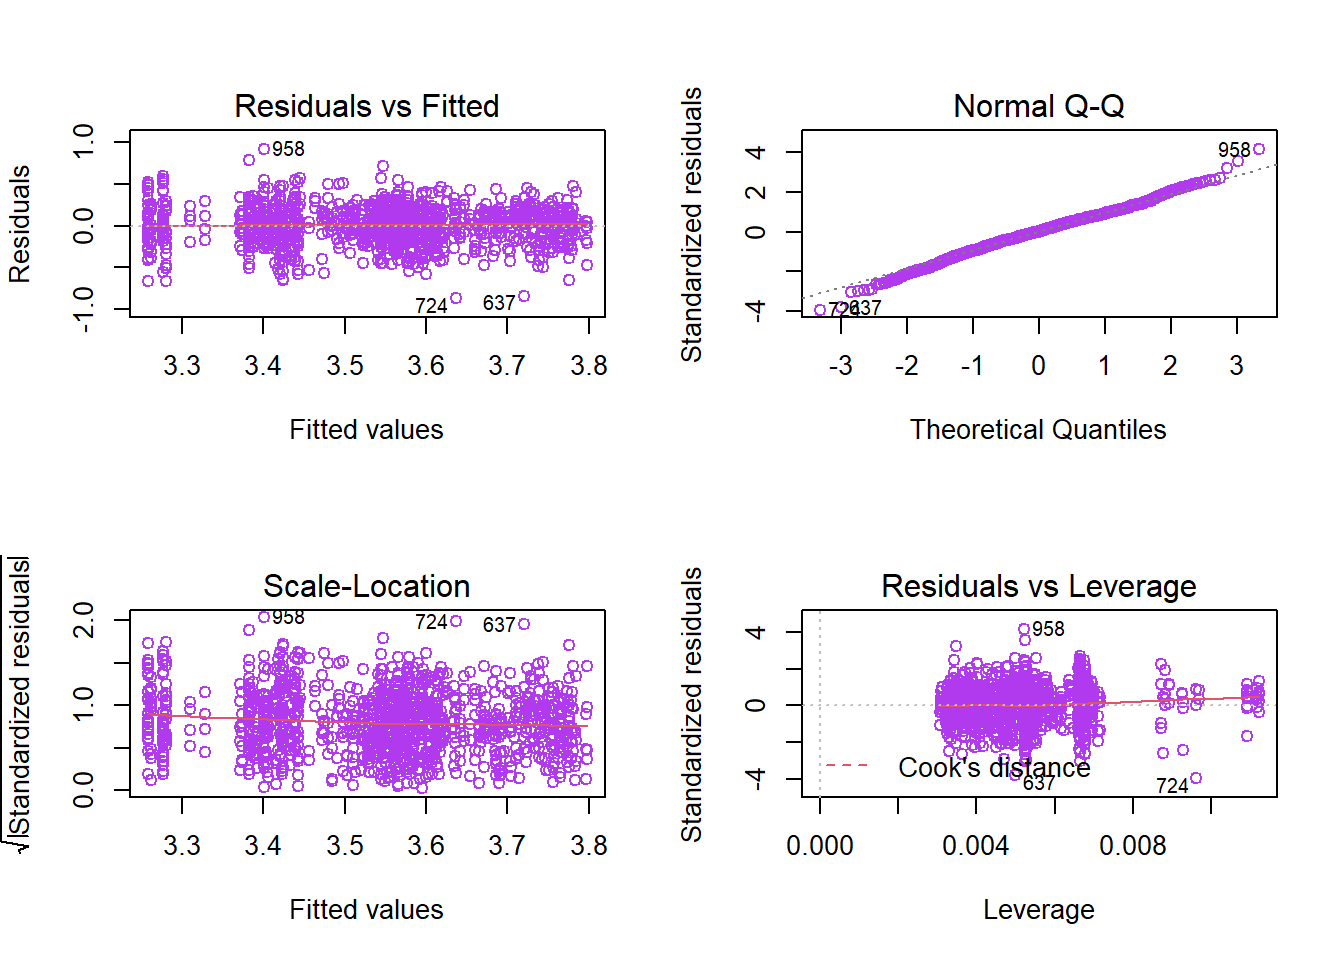 Residuals vs Fitted
Residuals
1.0
0.0
-1.0
958
724
637
3.3 3.4 3.5 3.6 3.7 3.8
Fitted values
Normal Q-Q
Standardized residuals
4
2
0
-4
958
724
637
-3 -2 -1 0 1 2 3
Theoretical Quantiles
Scale-Location
√|Standardized residuals|
2.0
1.0
0.0
958
724
637
3.3 3.4 3.5 3.6 3.7 3.8
Fitted values
Residuals vs Leverage
Standardized residuals
4
0
-4
958
Cook's distance
637
724
0.000 0.004 0.008
Leverage